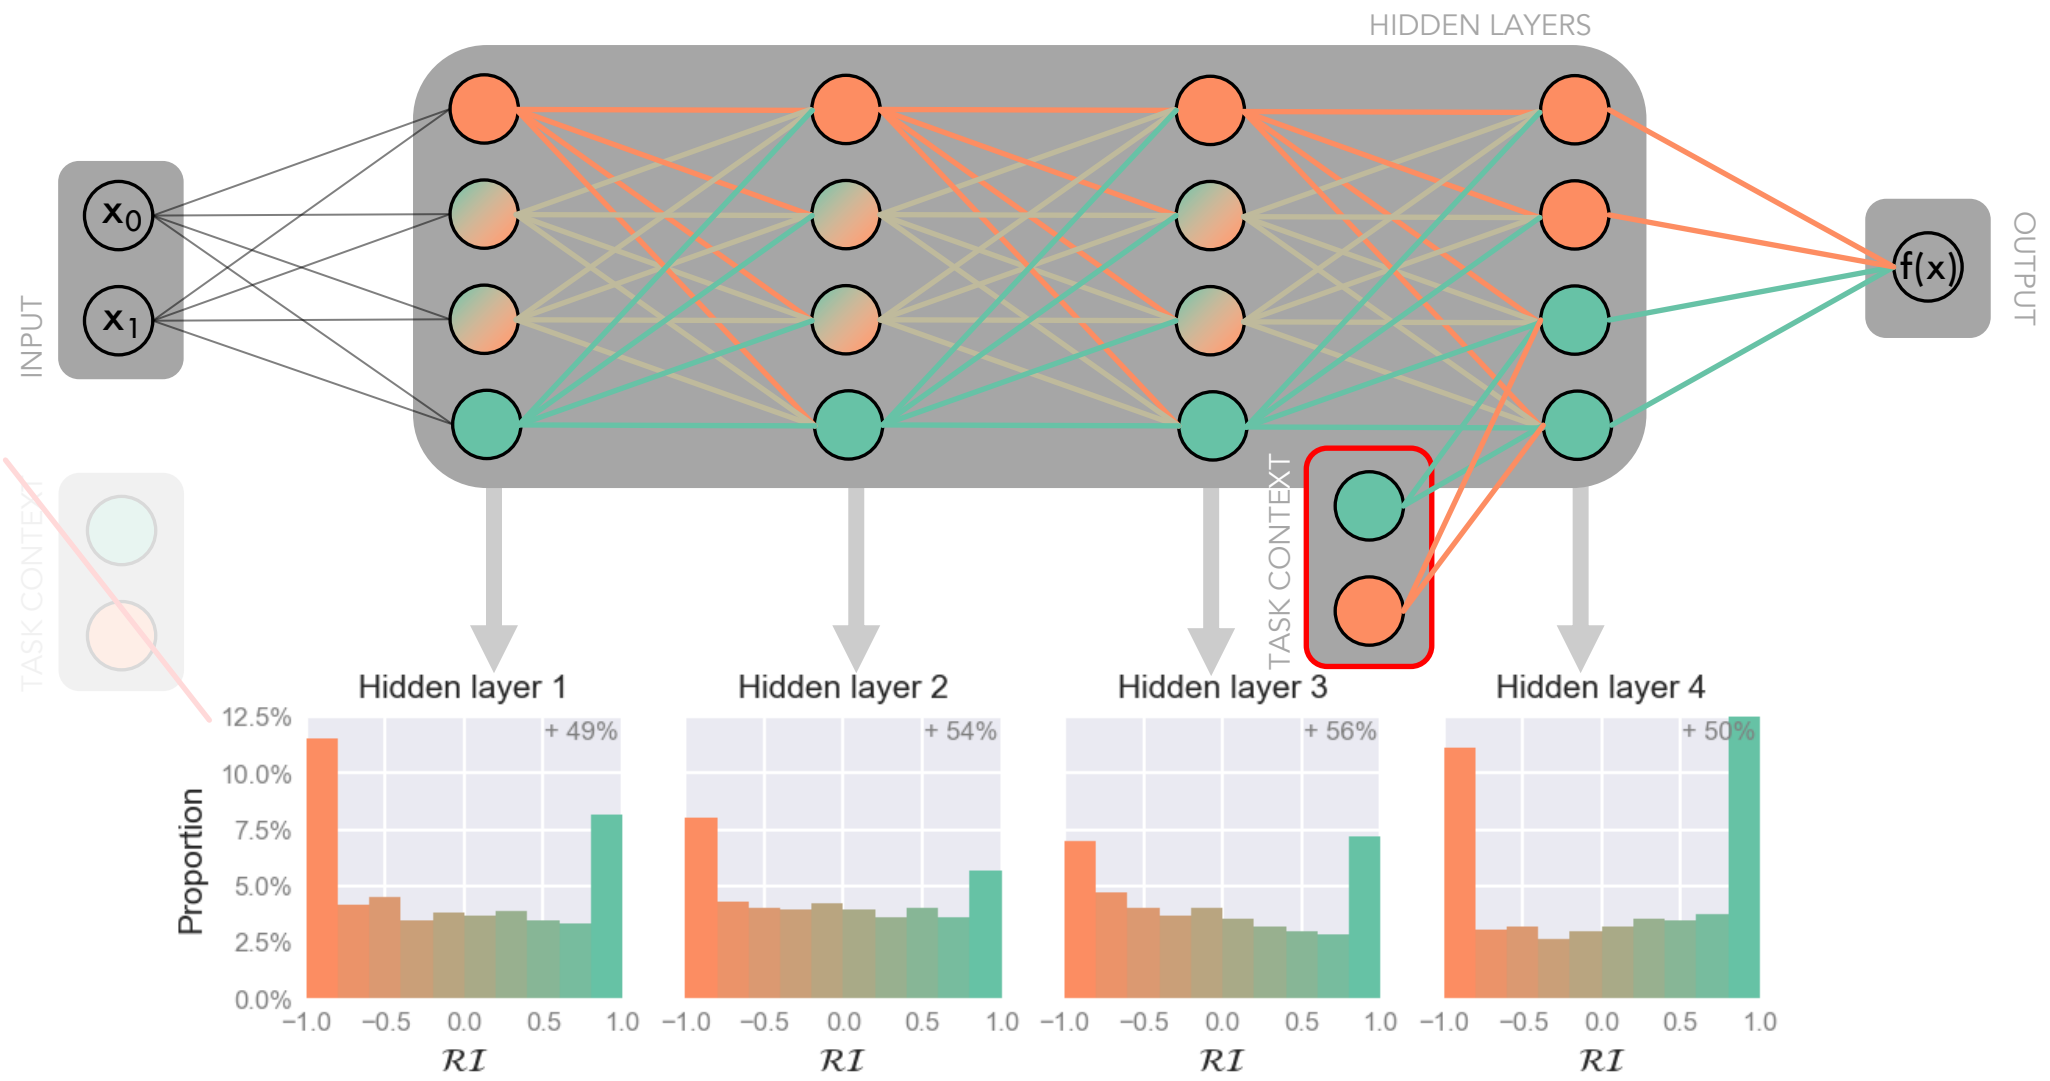 HIDDEN LAYERS
x0
x1
INPUT
f(x)
OUTPUT
TASK CONTEXT
TASK CONTEXT
Hidden layer 1
Hidden layer 2
Hidden layer 3
Hidden layer 4
+ 49%
+ 54%
+ 56%
+ 50%
Proportion
12.5%
10.0%
7.5%
5.0%
2.5%
0.0%
−1.0 −0.5 0.0 0.5 1.0
−1.0 −0.5 0.0 0.5 1.0
−1.0 −0.5 0.0 0.5 1.0
−1.0 −0.5 0.0 0.5 1.0
RI
RI
RI
RI